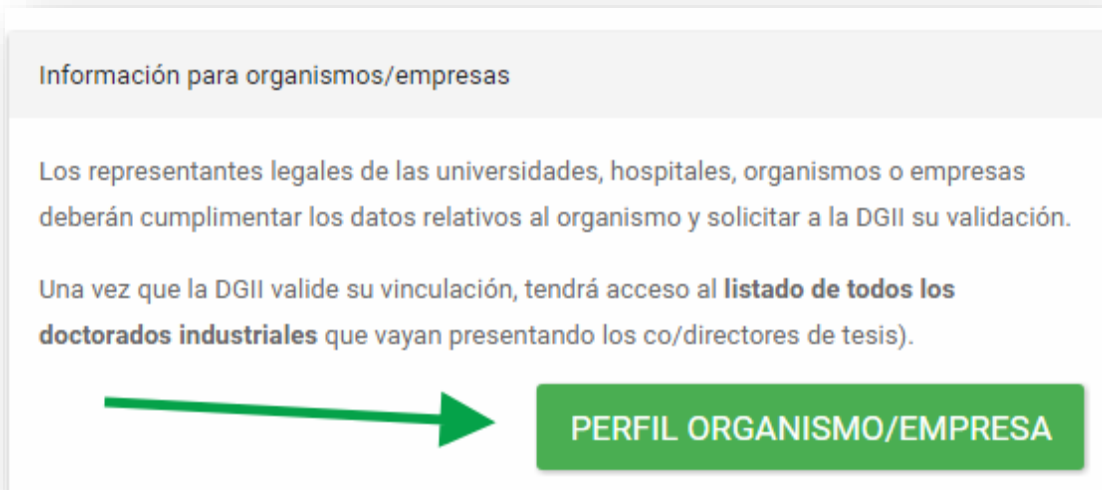 Información para organismos/empresas
Los representantes legales de las universidades, hospitales, organismos o empresas
deberán cumplimentar los datos relativos al organismo y solicitar a la DGII su validación.
Una vez que la DGII valide su vinculación, tendrá acceso al listado de todos los
doctorados industriales que vayan presentando los co/directores de tesis).
PERFIL ORGANISMO/EMPRESA